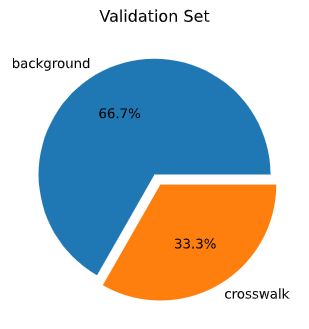 Validation Set
background
66.7%
33.3%
crosswalk